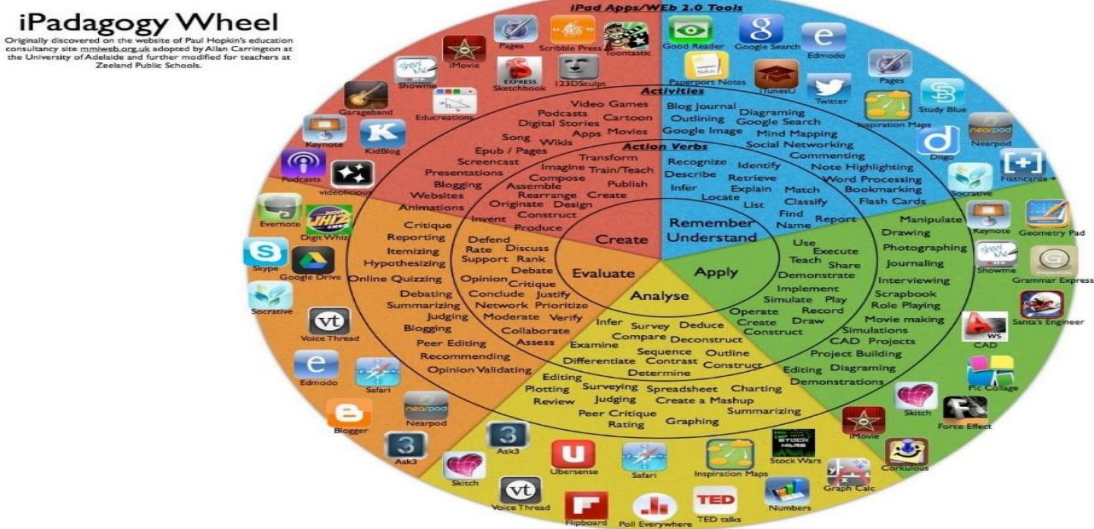 iPadagogy Wheel
Originally discovered on the website of Paul Hopkin's education
consultancy site mmiweb.org.uk adopted by Allan Carrington at
the University of Adelaide and further modified for teachers at
Zeeland Public Schools.
iPad Apps/WEb 2.0 Tools
Activities
Action Verbs
Create
Invent
Originate Design
Construct
Produce
Assemble
Rearrange Create
Compose
Imagine Train/Teach
Transform
Publish
Video Games
Podcasts
Digital Stories
Cartoon
Apps Movies
Song
Wikis
Epub / Pages
Screencast
Presentations
Blogging
Websites
Animations
Pages
Scribble Press
Toontastic
iMovie
EXPRESS
Sketchbook
123DSculpt
Showme
Educreations
Garageband
Keynote
KidBlog
Podcasts
videolicious
Remember
Understand
Recognize Identify
Describe Retrieve
Infer Explain Match
Locate List Classify
Find
Name Report
Blog Journal Diagraming
Outlining Google Search
Google Image Mind Mapping
Social Networking
Commenting
Note Highlighting
Word Processing
Bookmarking
Flash Cards
Good Reader
Google Search
Edmodo
Paperport Notes
iTunesU
Twitter
Pages
Inspiration Maps
Study Blue
Nearpod
Diigo
Socrative
Flashcards +
Apply
Use
Execute
Teach Share
Demonstrate
Implement
Simulate Play
Operate Record
Create Draw
Construct
Manipulate
Drawing
Photographing
Journaling
Interviewing
Scrapbook
Role Playing
Movie making
Simulations
CAD Projects
Project Building
Editing Diagraming
Demonstrations
Keynote
Geometry Pad
Showme
Grammar Express
Santa's Engineer
WS
CAD
Pic Collage
Skitch
Force Effect
iMovie
Corkulous
Analyse
Infer Survey Deduce
Examine Compare Deconstruct
Sequence Outline
Differentiate Contrast Construct
Determine
Editing
Plotting Surveying Spreadsheet Charting
Review Judging Create a Mashup
Peer Critique Summarizing
Rating Graphing
3
Ask3
U
Ubersense
Safari
Inspiration Maps
STOCK
WARS
Stock Wars
Graph Calc
Skitch
vt
Voice Thread
Flipboard
Poll Everywhere
TED
TED talks
Numbers
Evaluate
Defend
Rate Discuss
Support Rank
Debate
Opinion Critique
Conclude Justify
Network Prioritize
Moderate Verify
Collaborate
Assess
Critique
Reporting
Itemizing
Hypothesizing
Online Quizzing
Debating
Summarizing
Judging
Blogging
Peer Editing
Recommending
Opinion Validating
Evernote
JHIZ
Digit Whiz
Skype
Google Drive
Socrative
vt
Voice Thread
Edmodo
Safari
Blogger
nearpod
Nearpod
3
Ask3